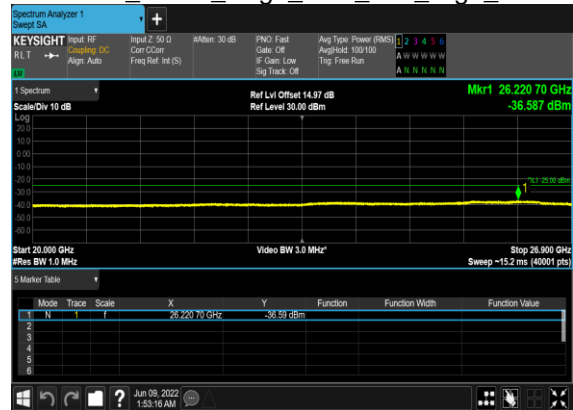 Spectrum Analyzer 1
Swept SA
KEYSIGHT
RLT
LW
Input: RF
Coupling: DC
Align: Auto
Input Z: 50 Ω
Corr CCorr
Freq Ref: Int (S)
#Atten: 30 dB
PNO: Fast
Gate: Off
IF Gain: Low
Sig Track: Off
Avg Type: Power (RMS)
Avg|Hold: 100/100
Trig: Free Run
1 2 3 4 5 6
A W W W W W
A N N N N N
1 Spectrum
Scale/Div 10 dB
Log
Ref Lvl Offset 14.97 dB
Ref Level 30.00 dBm
Mkr1 26.220 70 GHz
-36.587 dBm
20.0
10.0
0.00
-10.0
-20.0
-30.0
-40.0
-50.0
-60.0
DL1 -25.00 dBm
1
Start 20.000 GHz
#Res BW 1.0 MHz
Video BW 3.0 MHz*
Stop 26.900 GHz
Sweep ~15.2 ms (40001 pts)
5 Marker Table
Mode Trace Scale X Y Function Function Width Function Value
1 N 1 f 26.220 70 GHz -36.59 dBm
2
3
4
5
6
?
Jun 09, 2022
1:53:16 AM